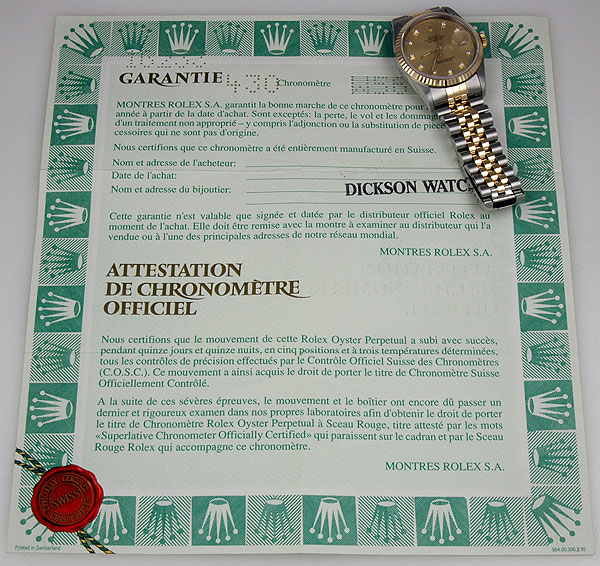 GARANTIE 430 Chronomètre
MONTRES ROLEX S.A. garantit la bonne marche de ce chronomètre pour
année à partir de la date d'achat. Sont exceptés: la perte, le vol et les dommag
d'un traitement non approprié – y compris l'adjonction ou la substitution de pièce
cessoires qui ne sont pas d'origine.
Nous certifions que ce chronomètre a été entièrement manufacturé en Suisse.
Nom et adresse de l'acheteur:
Date de l'achat:
Nom et adresse du bijoutier: DICKSON WATC
Cette garantie n'est valable que signée et datée par le distributeur officiel Rolex au
moment de l'achat. Elle doit être remise avec la montre à examiner au distributeur qui l'a
vendue ou à l'une des principales adresses de notre réseau mondial.
MONTRES ROLEX S.A.
ATTESTATION
DE CHRONOMÈTRE
OFFICIEL
Nous certifions que le mouvement de cette Rolex Oyster Perpetual a subi avec succès,
pendant quinze jours et quinze nuits, en cinq positions et à trois températures déterminées,
tous les contrôles de précision effectués par le Contrôle Officiel Suisse des Chronomètres
(C.O.S.C.). Ce mouvement a ainsi acquis le droit de porter le titre de Chronomètre Suisse
Officiellement Contrôlé.
A la suite de ces sévères épreuves, le mouvement et le boîtier ont encore dû passer un
dernier et rigoureux examen dans nos propres laboratoires afin d'obtenir le droit de porter
le titre de Chronomètre Rolex Oyster Perpetual à Sceau Rouge, titre attesté par les mots
«Superlative Chronometer Officially Certified» qui paraissent sur le cadran et par le Sceau
Rouge Rolex qui accompagne ce chronomètre.
MONTRES ROLEX S.A.
SWISS
Printed in Switzerland